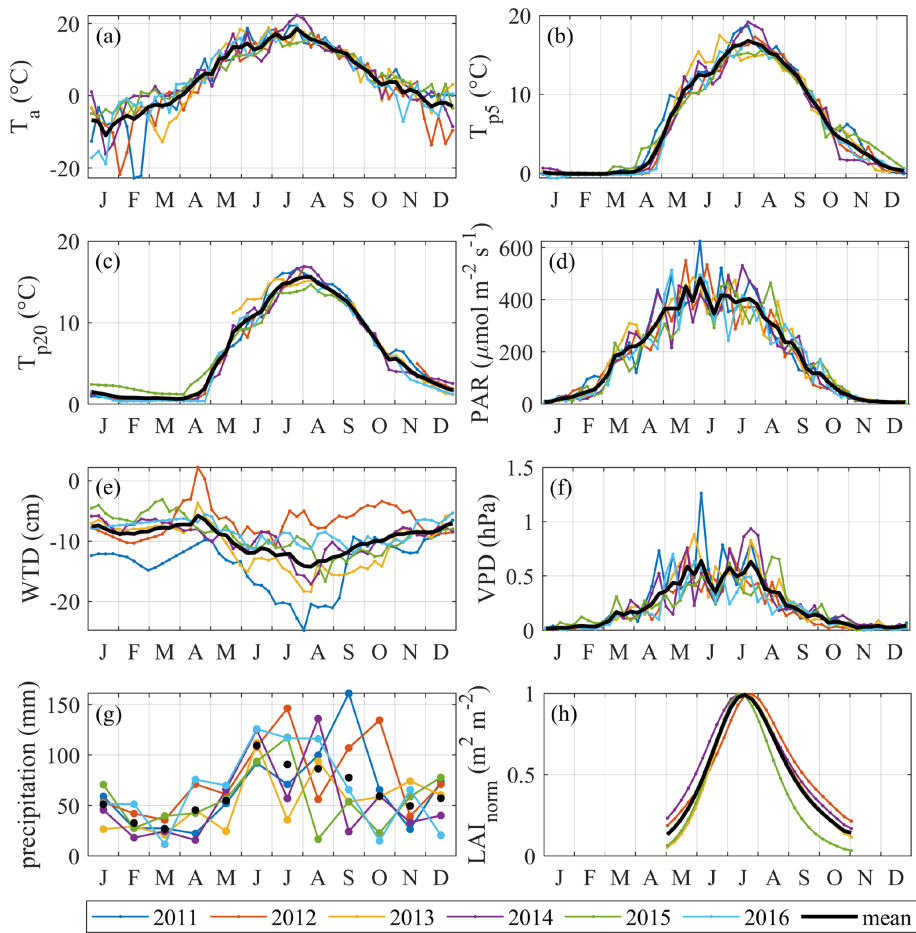 (a)
T_a (°C)
20
0
-20
J F M A M J J A S O N D
(b)
T_p5 (°C)
20
10
0
J F M A M J J A S O N D
(c)
T_p20 (°C)
20
10
0
J F M A M J J A S O N D
(d)
PAR (μmol m⁻² s⁻¹)
600
400
200
0
J F M A M J J A S O N D
(e)
WTD (cm)
0
-10
-20
J F M A M J J A S O N D
(f)
VPD (hPa)
1.5
1
0.5
0
J F M A M J J A S O N D
(g)
precipitation (mm)
150
100
50
0
J F M A M J J A S O N D
(h)
LAI_norm (m² m⁻²)
1
0.5
0
J F M A M J J A S O N D
2011 2012 2013 2014 2015 2016 mean